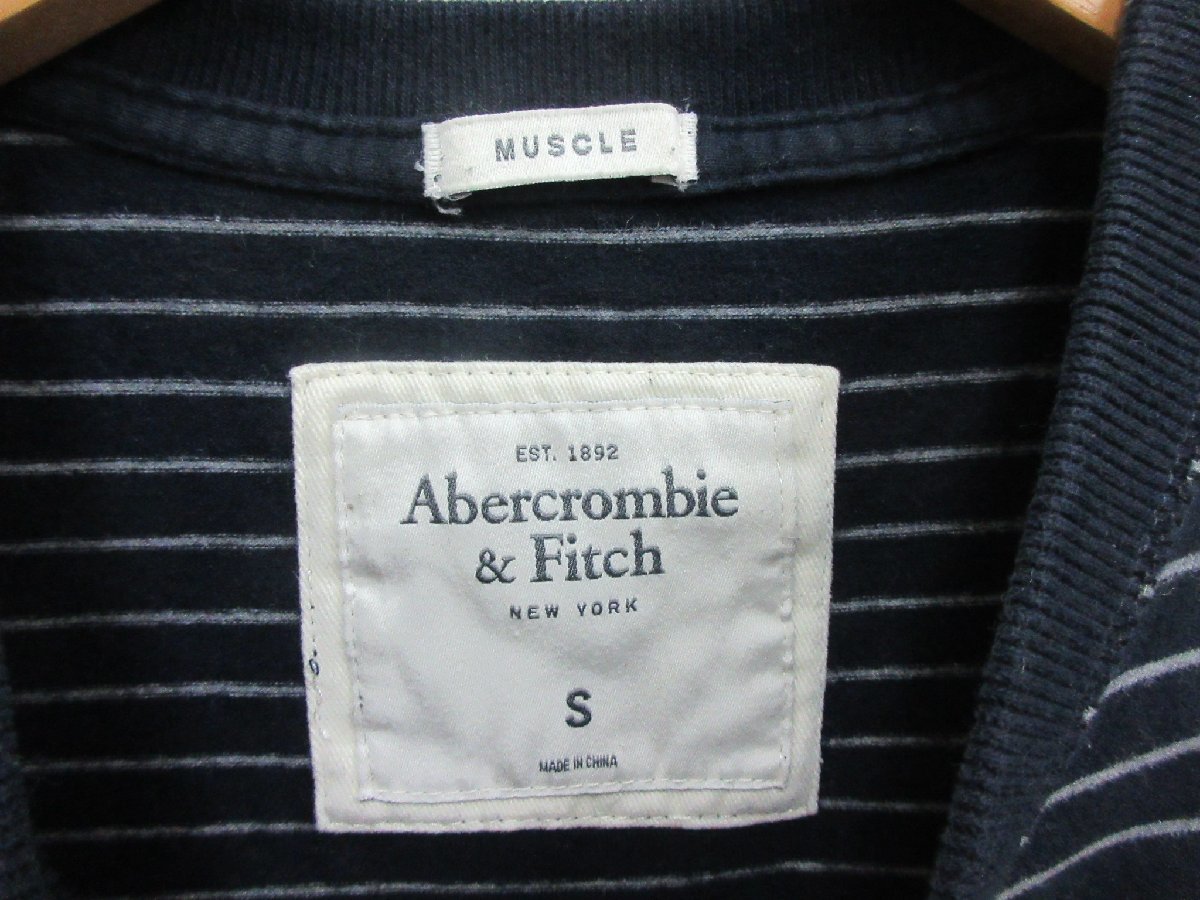 MUSCLE
EST. 1892
Abercrombie
& Fitch
NEW YORK
S
MADE IN CHINA